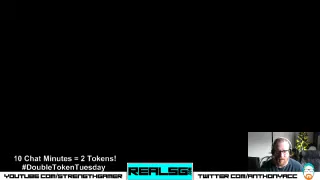 10 Chat Minutes = 2 Tokens!
#DoubleTokenTuesday
REALSG
YOUTUBE.COM/STRENGTHGAMER
TWITTER.COM/ANTHONYACC